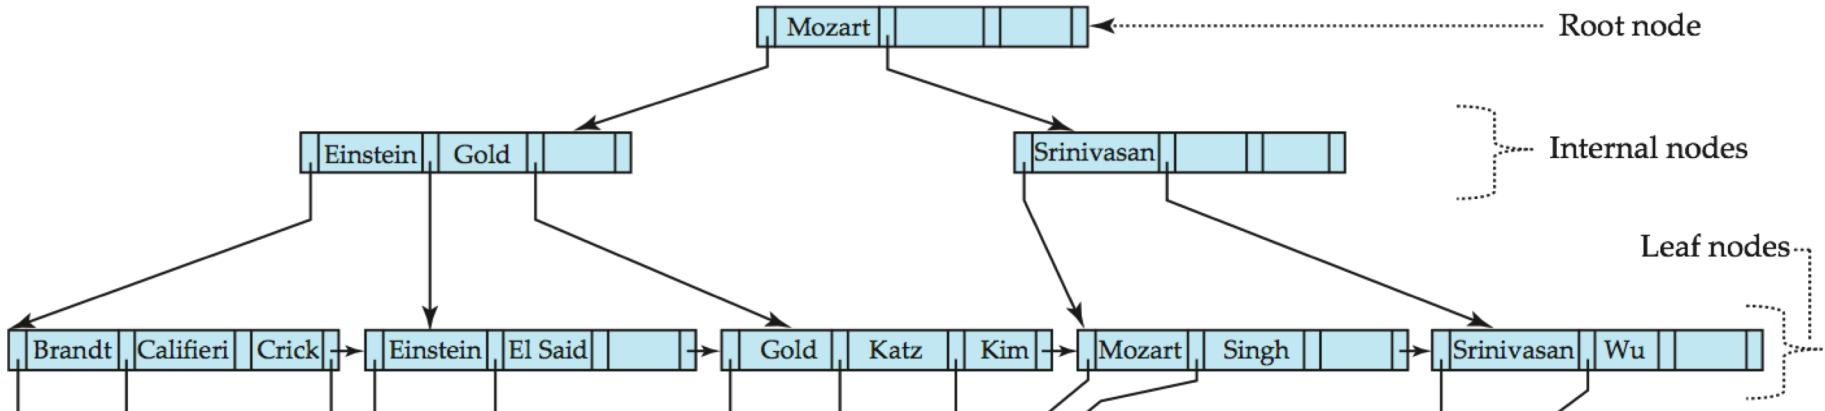 Mozart
Root node
Einstein Gold
Srinivasan
Internal nodes
Leaf nodes
Brandt Califieri Crick
Einstein El Said
Gold Katz Kim
Mozart Singh
Srinivasan Wu